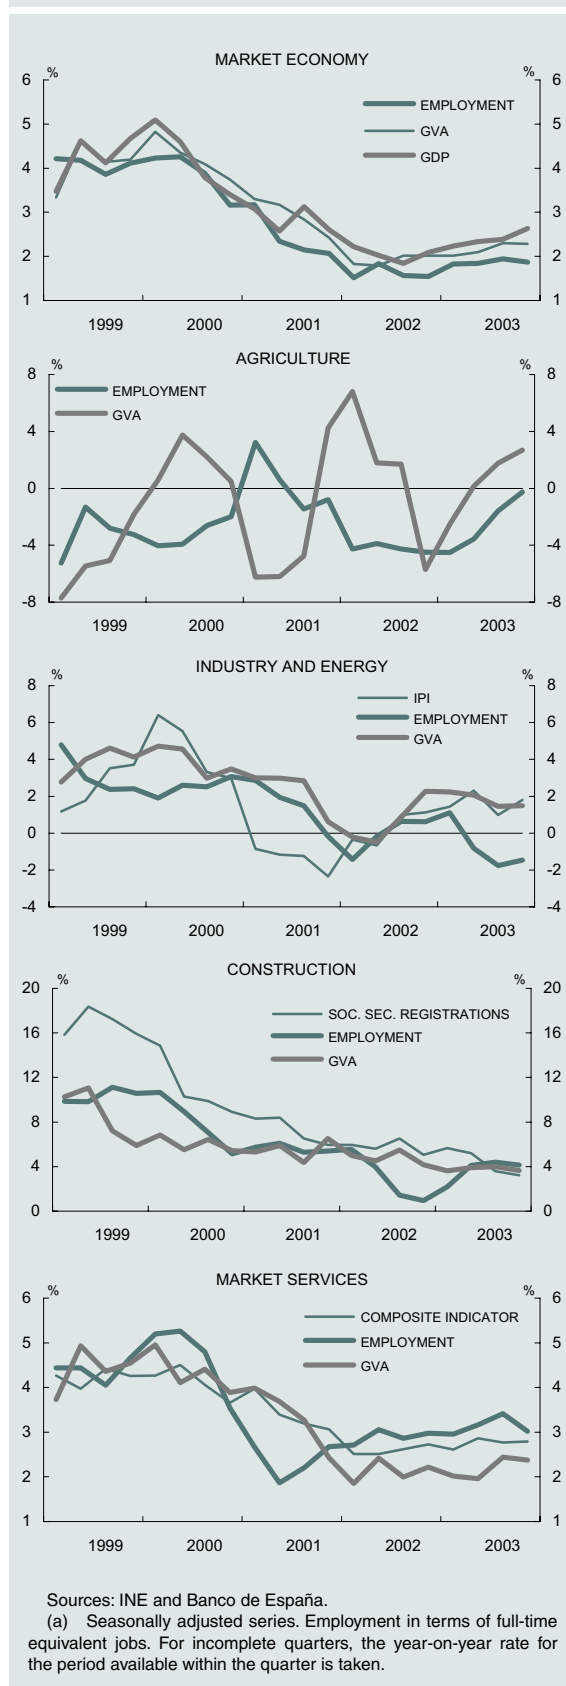 MARKET ECONOMY
% %
6 6
EMPLOYMENT
5 5
GVA
GDP
4 4
3 3
2 2
1 1
1999 2000 2001 2002 2003
AGRICULTURE
% %
8 8
EMPLOYMENT
GVA
4 4
0 0
-4 -4
-8 -8
1999 2000 2001 2002 2003
INDUSTRY AND ENERGY
% %
8 8
IPI
EMPLOYMENT
6 6
GVA
4 4
2 2
0 0
-2 -2
-4 -4
1999 2000 2001 2002 2003
CONSTRUCTION
% %
20 20
SOC. SEC. REGISTRATIONS
EMPLOYMENT
16 16
GVA
12 12
8 8
4 4
0 0
1999 2000 2001 2002 2003
MARKET SERVICES
% %
6 6
COMPOSITE INDICATOR
EMPLOYMENT
5 5
GVA
4 4
3 3
2 2
1 1
1999 2000 2001 2002 2003
Sources: INE and Banco de España.
(a) Seasonally adjusted series. Employment in terms of full-time
equivalent jobs. For incomplete quarters, the year-on-year rate for
the period available within the quarter is taken.